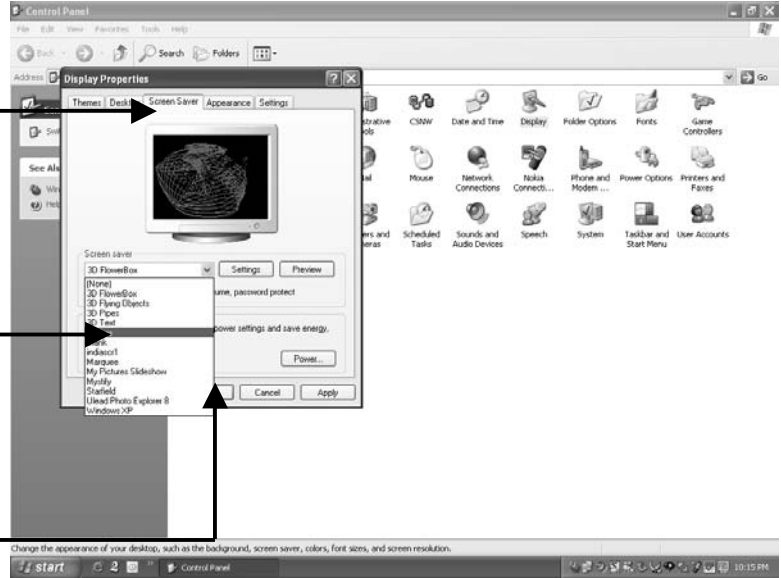 Control Panel
File Edit View Favorites Tools Help
Back Search Folders
Address Go
Display Properties
Themes Screen Saver Appearance Settings
CSNW Date and Time Display Folder Options Fonts Game Controllers
See Als
Mouse Network Connections Nokia Connecti... Phone and Modem ... Power Options Printers and Faxes
Scheduled Tasks Sounds and Audio Devices Speech System Taskbar and Start Menu User Accounts
Screen saver
3D FlowerBox Settings Preview
(None)
3D FlowerBox
ume, password protect
3D Flying Objects
3D Pipes
3D Text
power settings and save energy,
indiascr1
Marquee
Power...
My Pictures Slideshow
Mystify
Starfield
Cancel Apply
Ulead Photo Explorer 8
Windows XP
Change the appearance of your desktop, such as the background, screen saver, colors, font sizes, and screen resolution.
start 2 Control Panel 10:15 PM